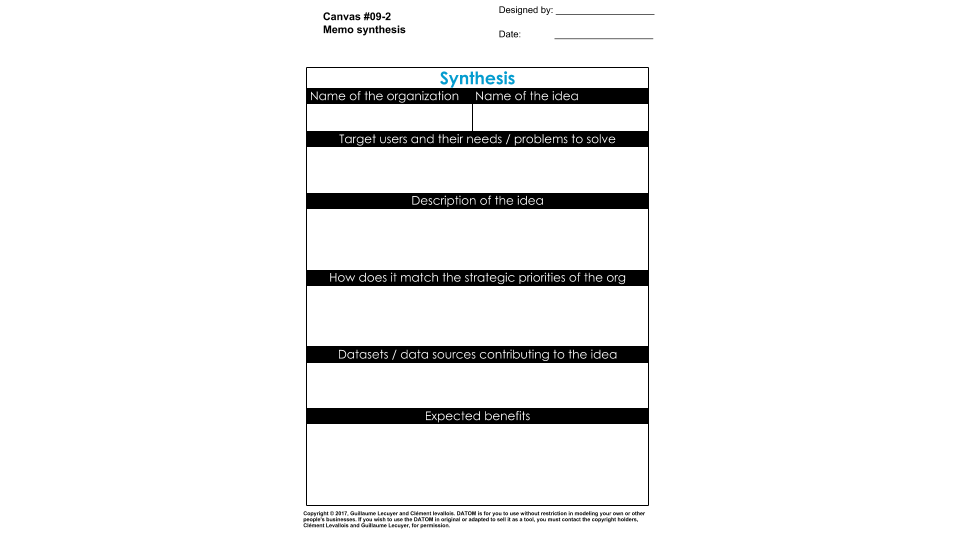 Canvas #09-2
Memo synthesis
Designed by: ____________________
Date: ____________________
Synthesis
Name of the organization
Name of the idea
Target users and their needs / problems to solve
Description of the idea
How does it match the strategic priorities of the org
Datasets / data sources contributing to the idea
Expected benefits
Copyright © 2017, Guillaume Lecuyer and Clément levallois. DATOM is for you to use without restriction in modeling your own or other
people's businesses. If you wish to use the DATOM in original or adapted to sell it as a tool, you must contact the copyright holders,
Clément Levallois and Guillaume Lecuyer, for permission.